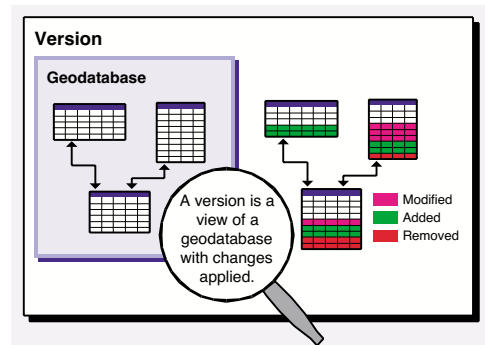 Version
Geodatabase
A version is a
view of a
geodatabase
with changes
applied.
Modified
Added
Removed